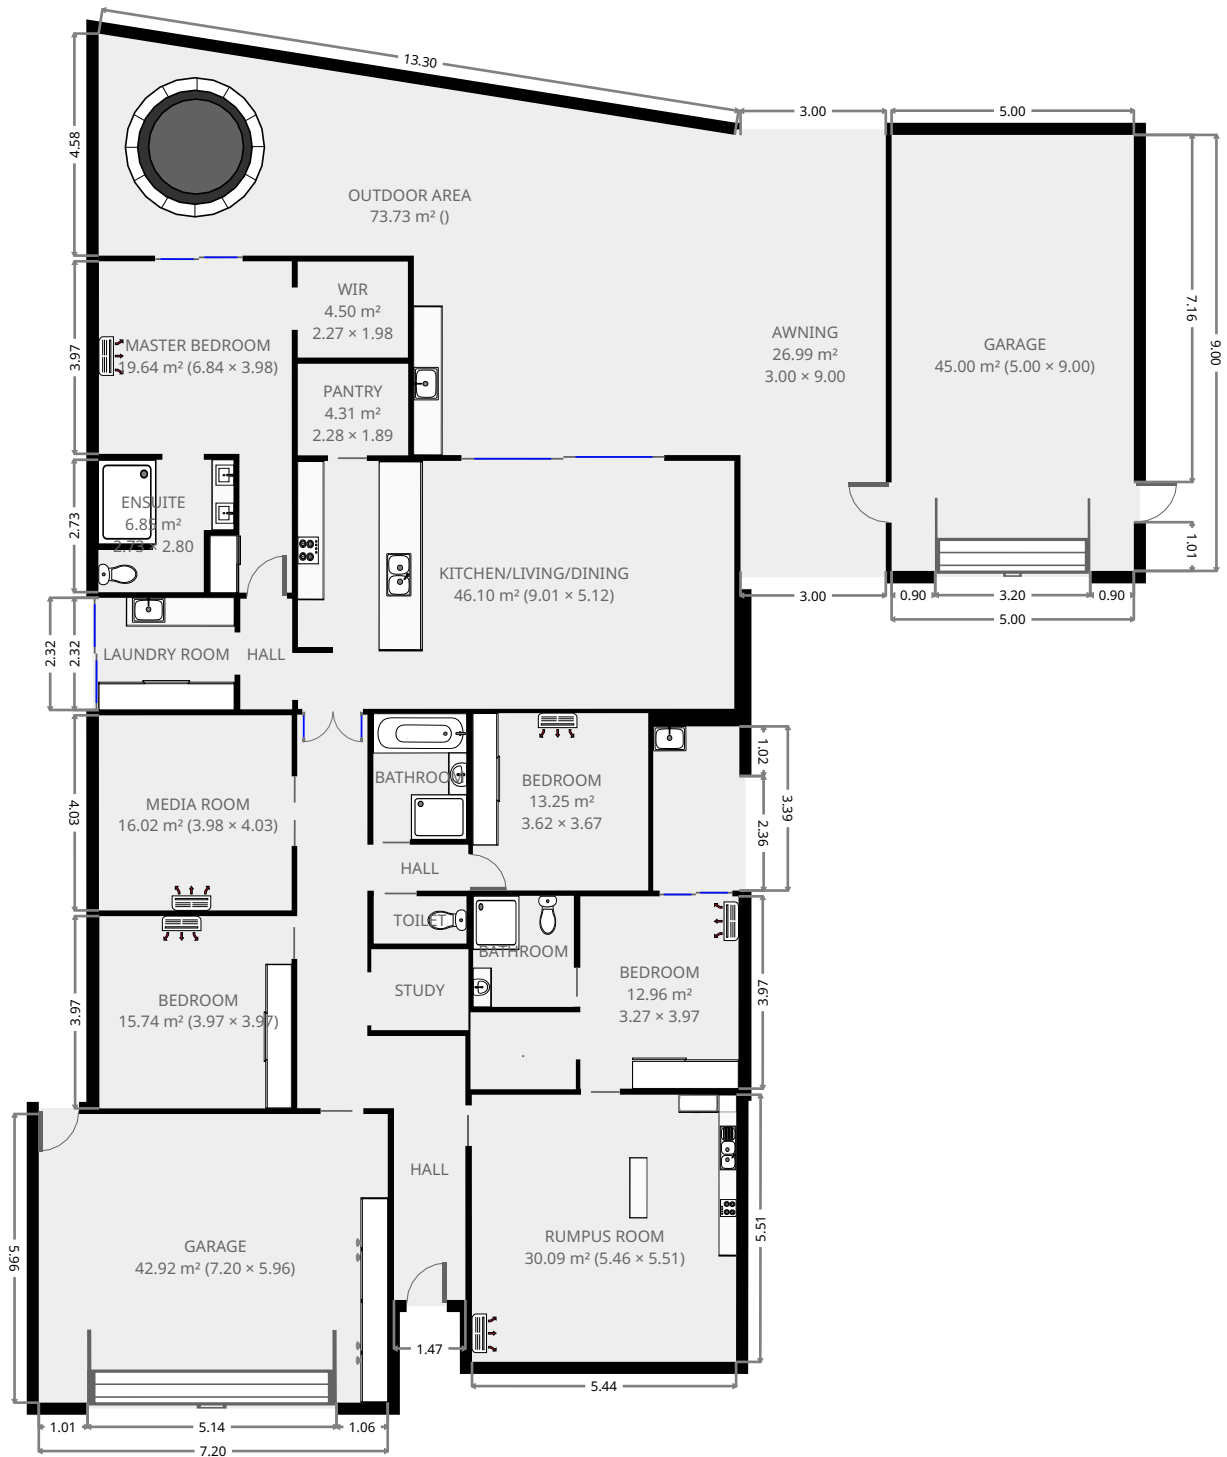 13.30
3.00
5.00
4.58
OUTDOOR AREA
73.73 m² ()
7.16
9.00
WIR
4.50 m²
2.27 × 1.98
AWNING
26.99 m²
3.00 × 9.00
GARAGE
45.00 m² (5.00 × 9.00)
3.97
MASTER BEDROOM
19.64 m² (6.84 × 3.98)
PANTRY
4.31 m²
2.28 × 1.89
2.73
ENSUITE
6.85 m²
2.73 × 2.80
1.01
KITCHEN/LIVING/DINING
46.10 m² (9.01 × 5.12)
3.00
0.90
3.20
0.90
5.00
2.32
2.32
LAUNDRY ROOM
HALL
1.02
3.39
2.36
BATHROOM
BEDROOM
13.25 m²
3.62 × 3.67
4.03
MEDIA ROOM
16.02 m² (3.98 × 4.03)
HALL
TOILET
BATHROOM
3.97
BEDROOM
12.96 m²
3.27 × 3.97
STUDY
3.97
BEDROOM
15.74 m² (3.97 × 3.97)
HALL
5.51
RUMPUS ROOM
30.09 m² (5.46 × 5.51)
5.96
GARAGE
42.92 m² (7.20 × 5.96)
1.47
5.44
1.01
5.14
1.06
7.20